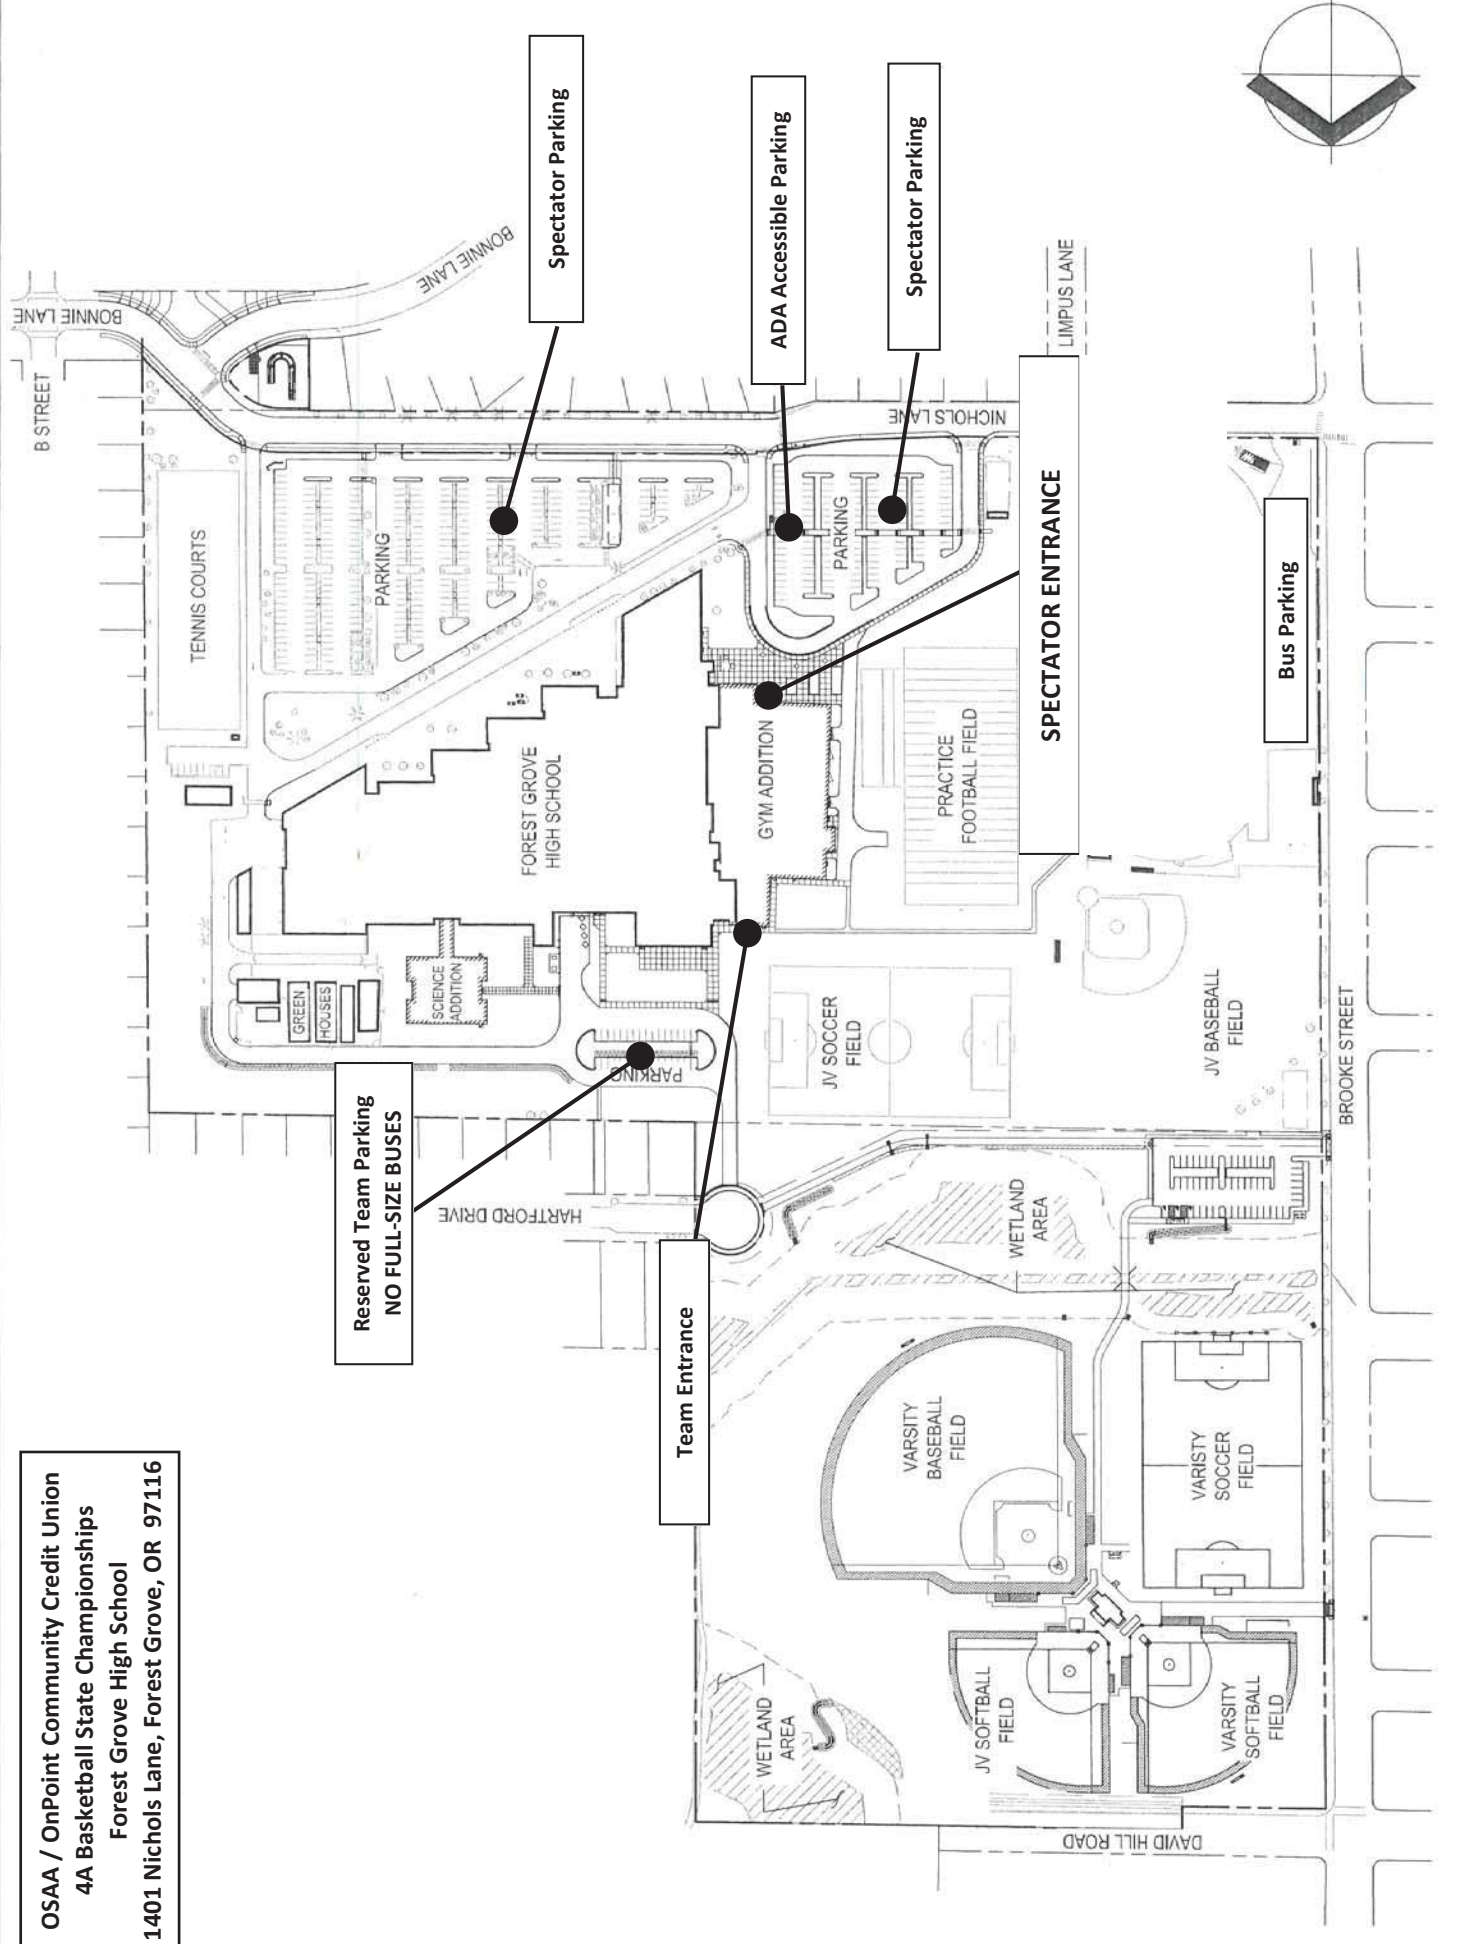 OSAA / OnPoint Community Credit Union
4A Basketball State Championships
Forest Grove High School
1401 Nichols Lane, Forest Grove, OR 97116
B STREET
BONNIE LANE
BONNIE LANE
TENNIS COURTS
PARKING
Spectator Parking
ADA Accessible Parking
Spectator Parking
PARKING
NICHOLS LANE
LIMPUS LANE
SPECTATOR ENTRANCE
Bus Parking
FOREST GROVE
HIGH SCHOOL
GYM ADDITION
PRACTICE
FOOTBALL FIELD
GREEN
HOUSES
SCIENCE
ADDITION
PARKING
Reserved Team Parking
NO FULL-SIZE BUSES
HARTFORD DRIVE
Team Entrance
JV SOCCER
FIELD
JV BASEBALL
FIELD
BROOKE STREET
WETLAND
AREA
VARSITY
BASEBALL
FIELD
VARISTY
SOCCER
FIELD
WETLAND
AREA
JV SOFTBALL
FIELD
VARSITY
SOFTBALL
FIELD
DAVID HILL ROAD